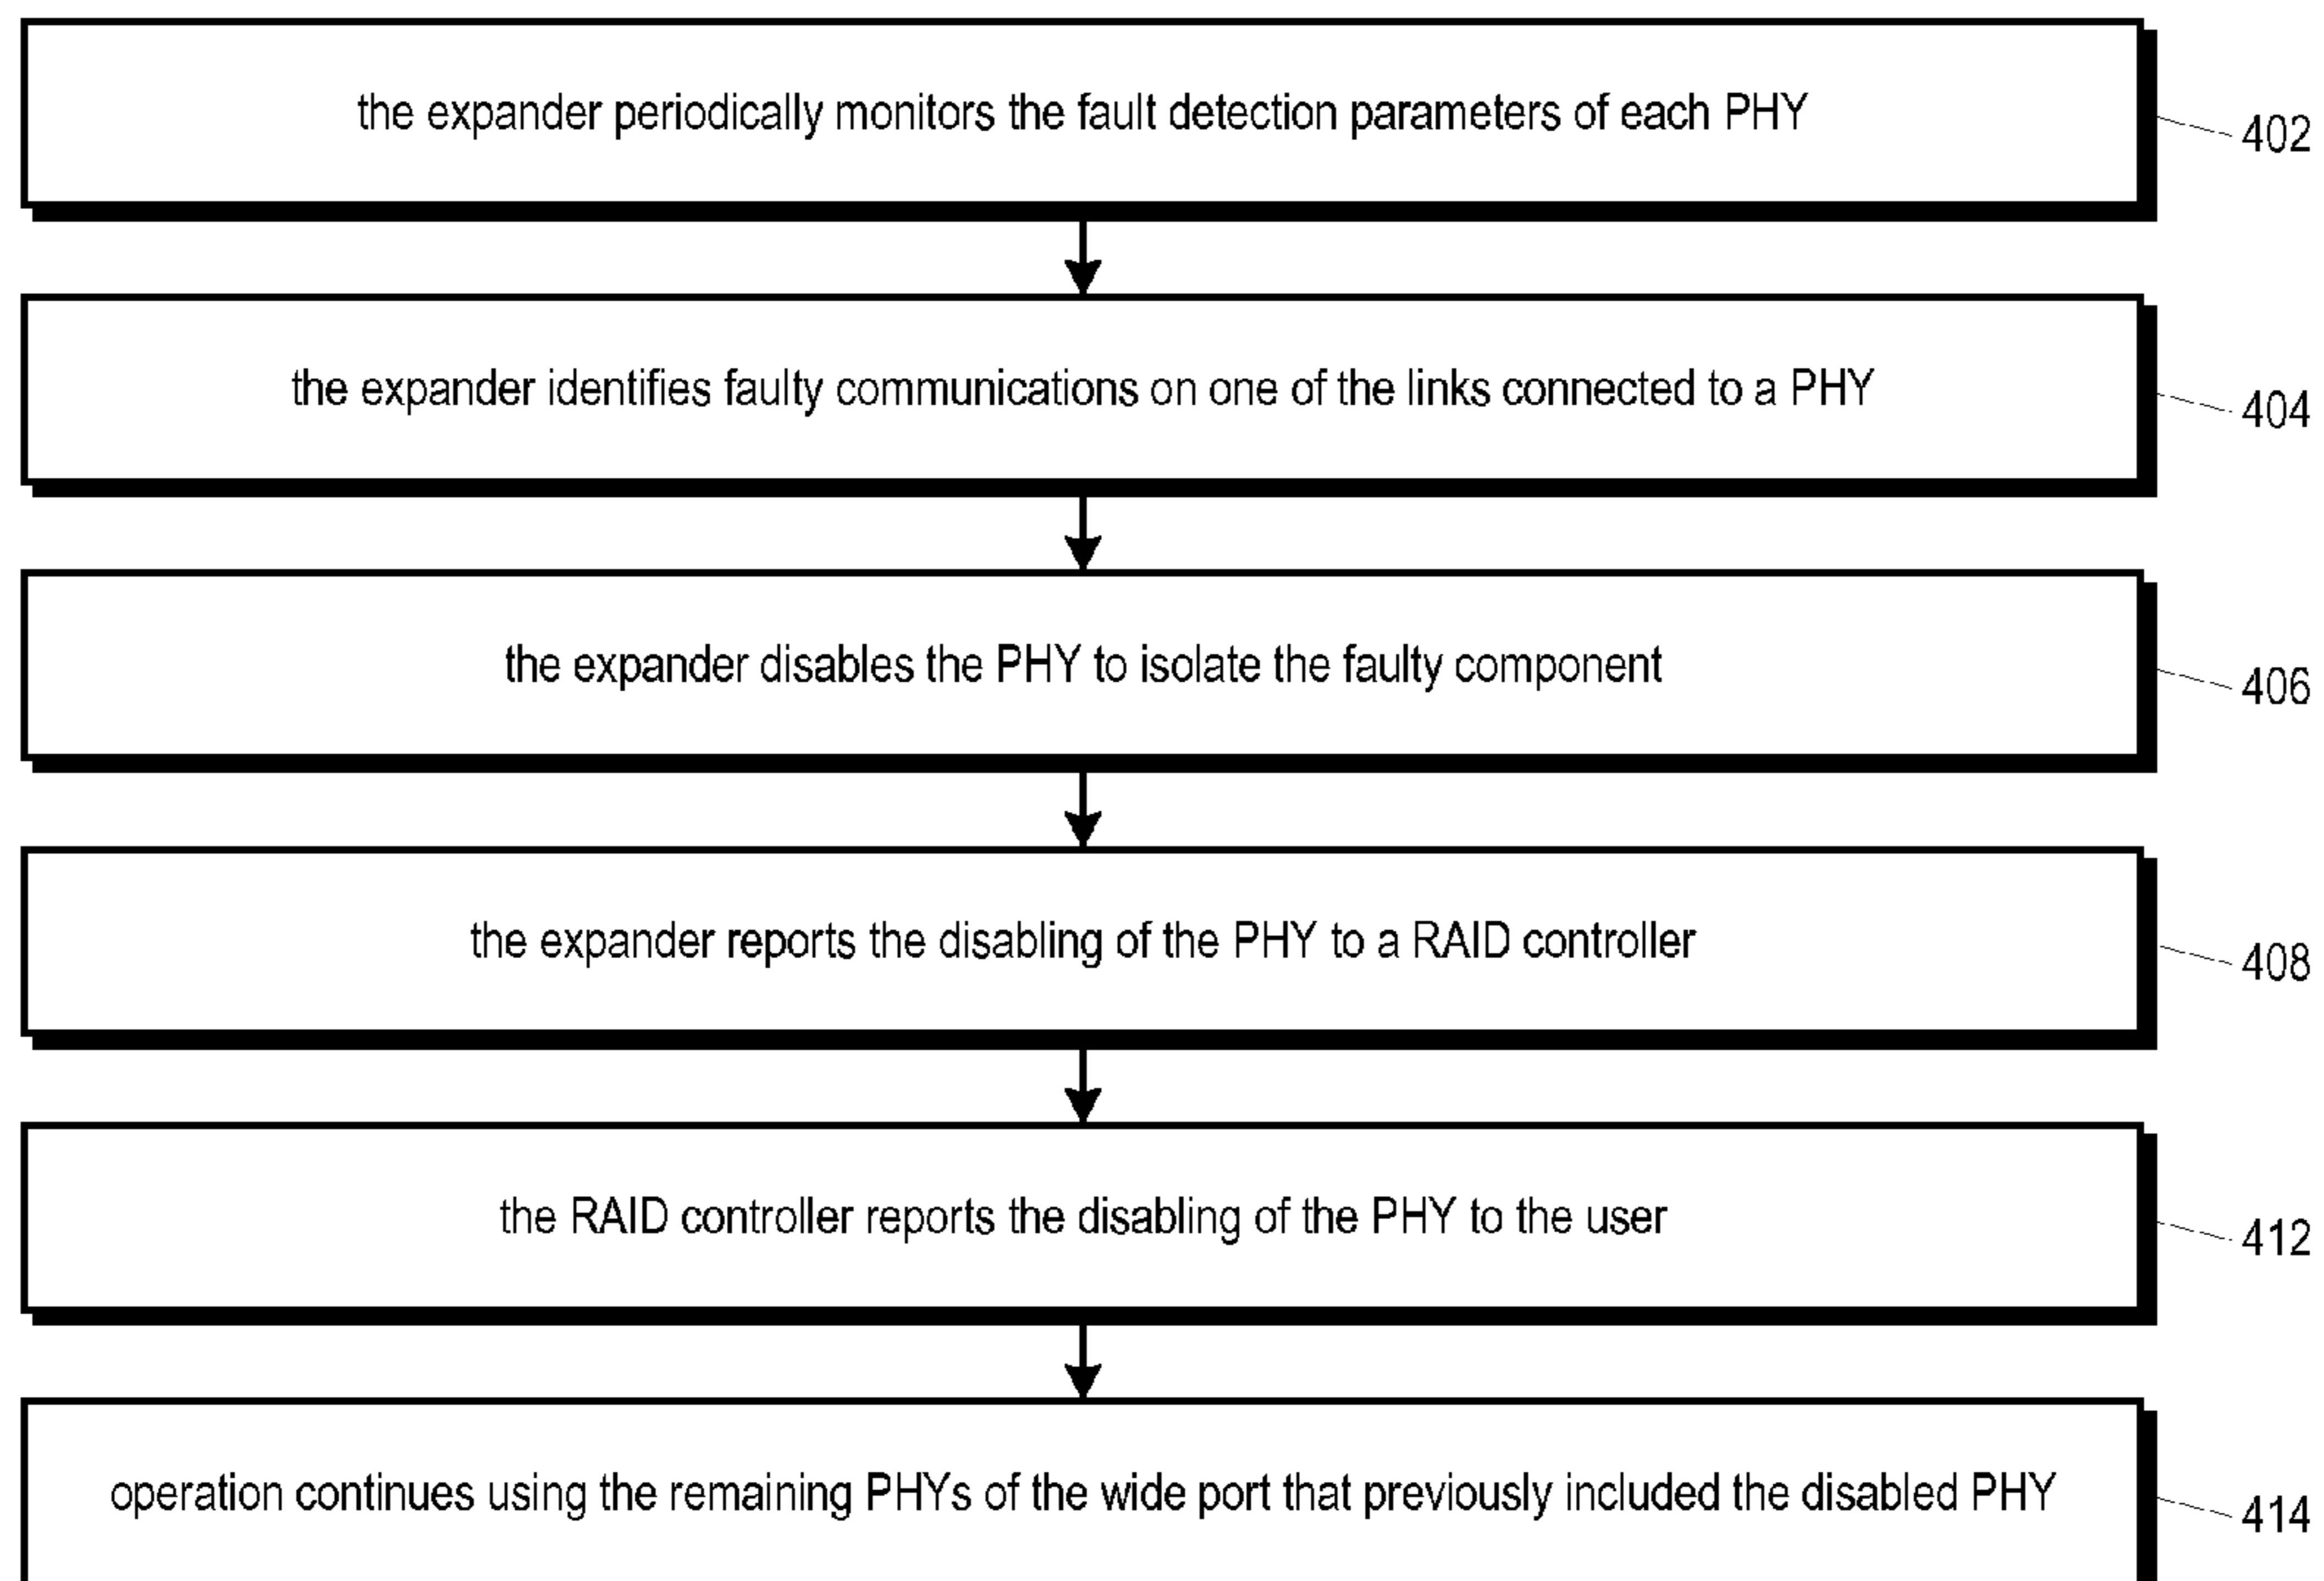 the expander periodically monitors the fault detection parameters of each PHY
402
the expander identifies faulty communications on one of the links connected to a PHY
404
the expander disables the PHY to isolate the faulty component
406
the expander reports the disabling of the PHY to a RAID controller
408
the RAID controller reports the disabling of the PHY to the user
412
operation continues using the remaining PHYs of the wide port that previously included the disabled PHY
414